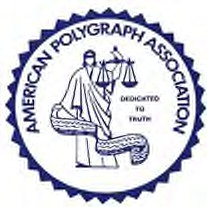 AMERICAN POLYGRAPH ASSOCIATION
DEDICATED
TO
TRUTH